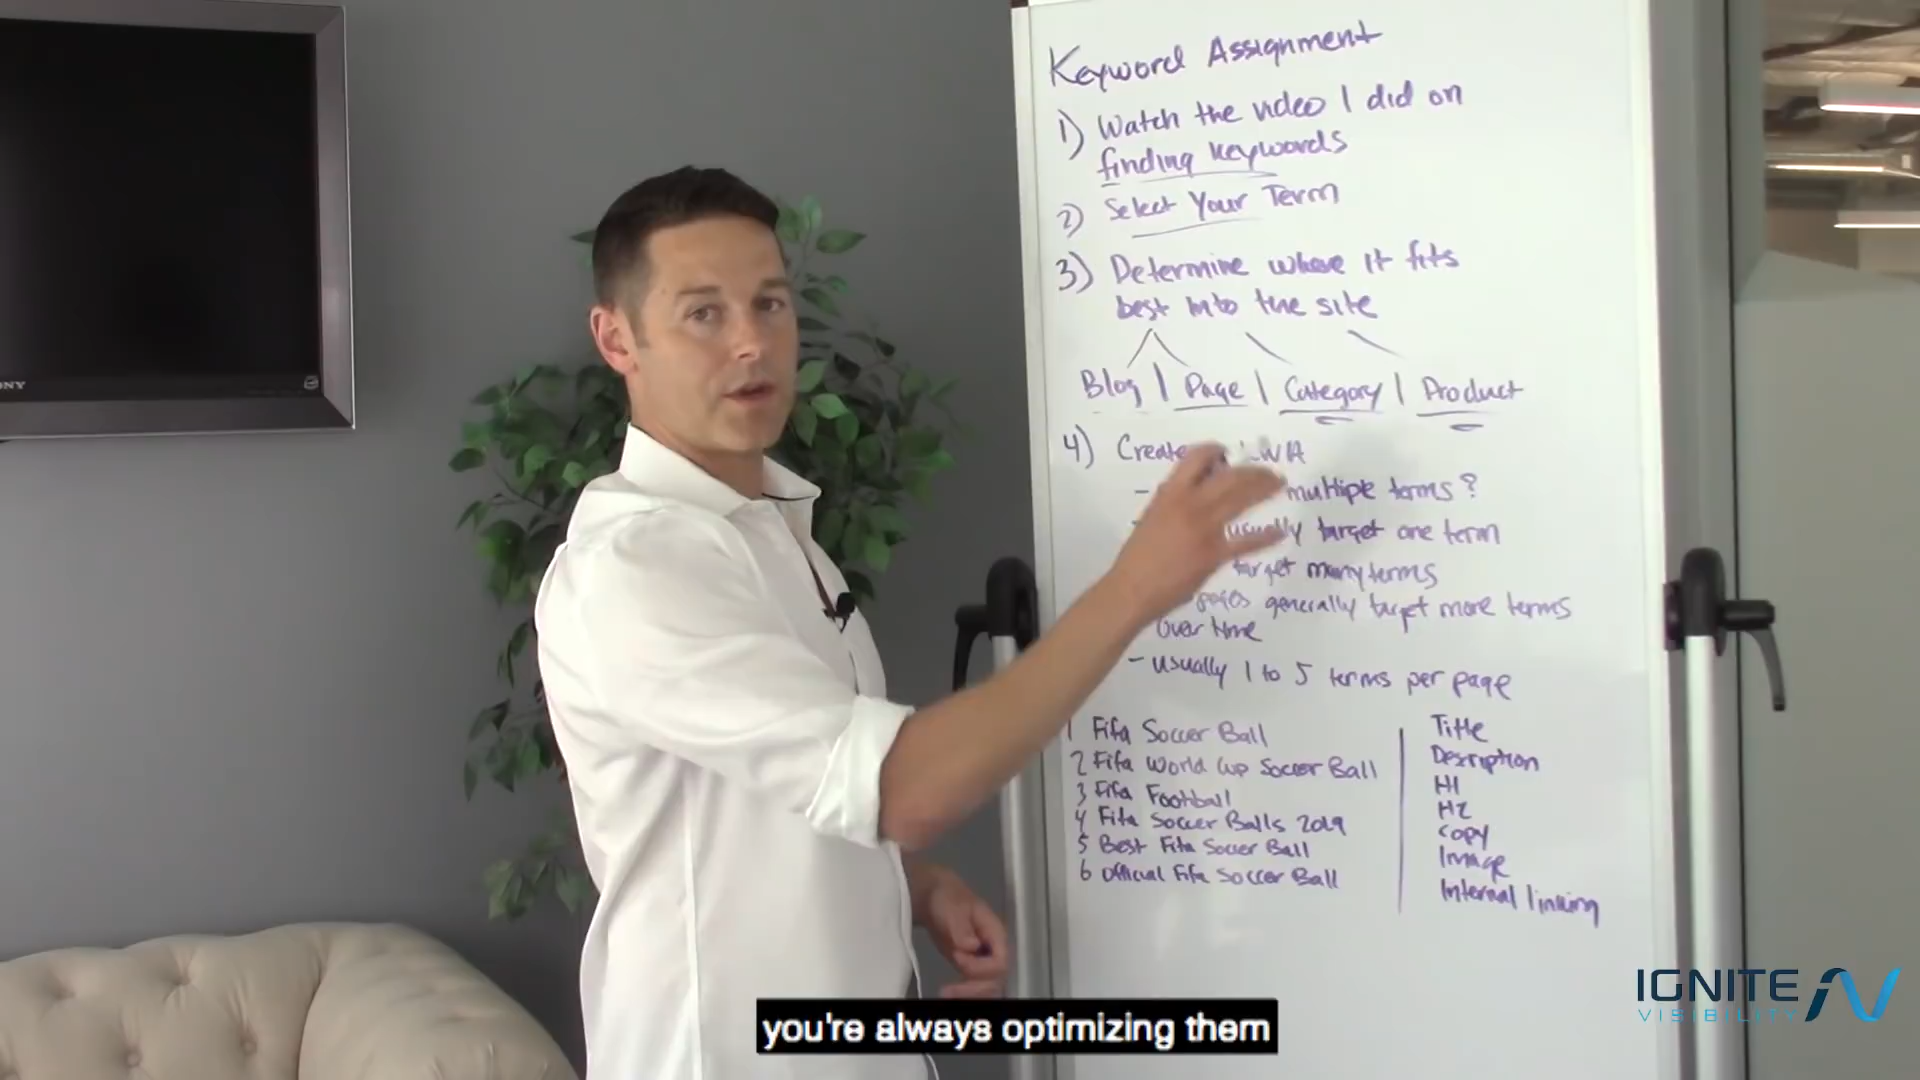 Keyword Assignment
1) Watch the video I did on
finding keywords
2) Select Your Term
3) Determine where it fits
best into the site
Blog | Page | Category | Product
4) Create
multiple terms?
usually target one term
target many terms
pages generally target more terms
over time
- usually 1 to 5 terms per page
1 Fifa Soccer Ball
2 Fifa World Cup Soccer Ball
3 Fifa Football
4 Fifa Soccer Balls 2019
5 Best Fifa Soccer Ball
6 Official Fifa Soccer Ball
Title
Description
H1
H2
Copy
Image
Internal linking
ONY
IGNITE
VISIBILITY
you're always optimizing them